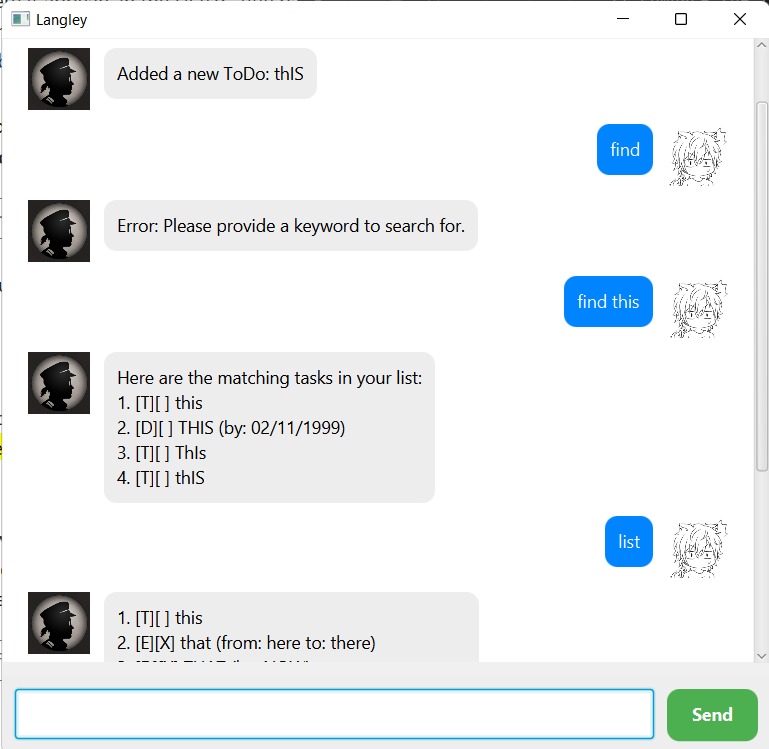 Langley
Added a new ToDo: thIS
find
Error: Please provide a keyword to search for.
find this
Here are the matching tasks in your list:
1. [T][ ] this
2. [D][ ] THIS (by: 02/11/1999)
3. [T][ ] ThIs
4. [T][ ] thIS
list
1. [T][ ] this
2. [E][X] that (from: here to: there)
Send